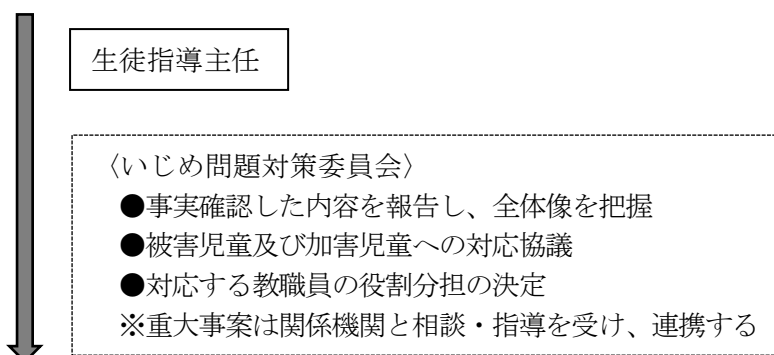 生徒指導主任
〈いじめ問題対策委員会〉
●事実確認した内容を報告し、全体像を把握
●被害児童及び加害児童への対応協議
●対応する教職員の役割分担の決定
※重大事案は関係機関と相談・指導を受け、連携する